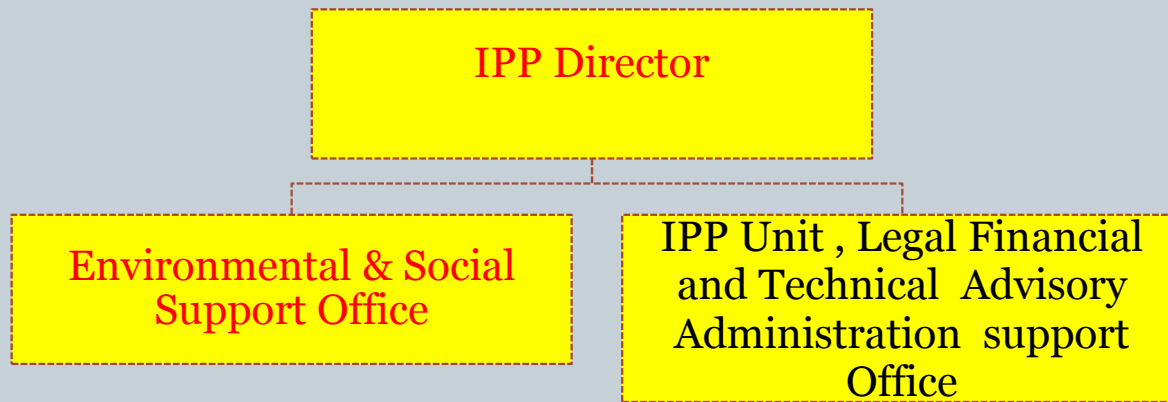 IPP Director
Environmental & Social
Support Office
IPP Unit , Legal Financial
and Technical  Advisory
Administration  support
Office